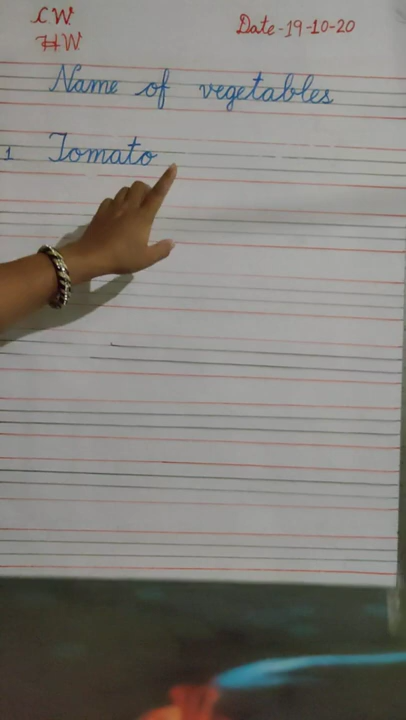 CW
Date-19-10-20
HW
Name of vegetables
1 Tomato